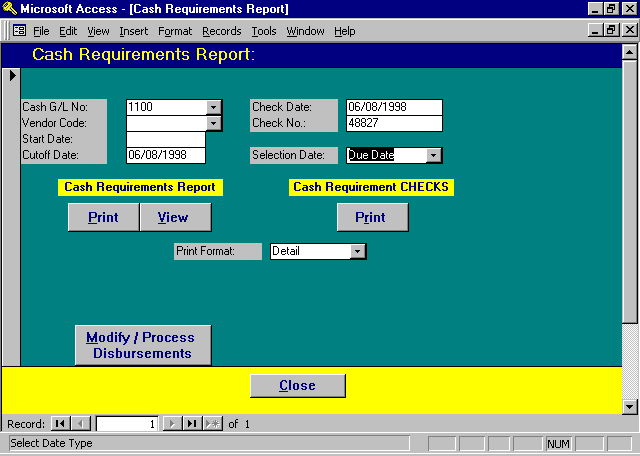 Microsoft Access - [Cash Requirements Report]
File Edit View Insert Format Records Tools Window Help
Cash Requirements Report:
Cash G/L No: 1100 Check Date: 06/08/1998
Vendor Code: Check No.: 48827
Start Date:
Cutoff Date: 06/08/1998 Selection Date: Due Date
Cash Requirements Report Cash Requirement CHECKS
Print View Print
Print Format: Detail
Modify / Process
Disbursements
Close
Record: 1 of 1
Select Date Type NUM